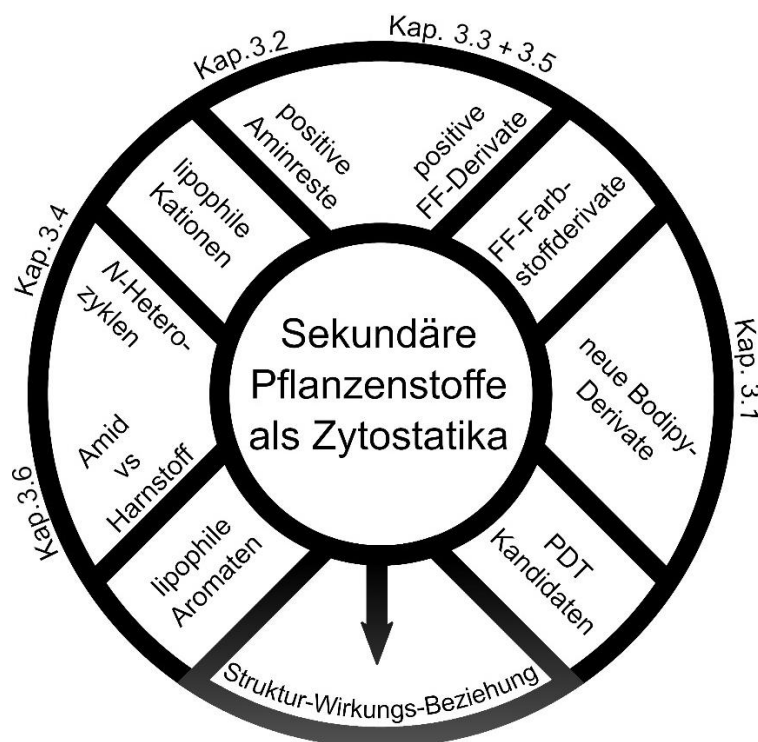 Kap.3.2
Kap. 3.3 + 3.5
positive
Aminreste
positive
FF-Derivate
lipophile
Kationen
FF-Farb-
stoffderivate
Kap.3.4
N-Hetero-
zyklen
Sekundäre
Pflanzenstoffe
als Zytostatika
neue Bodipy-
Derivate
Kap. 3.1
Amid
vs
Harnstoff
Kap.3.6
lipophile
Aromaten
PDT
Kandidaten
Struktur-Wirkungs-Beziehung